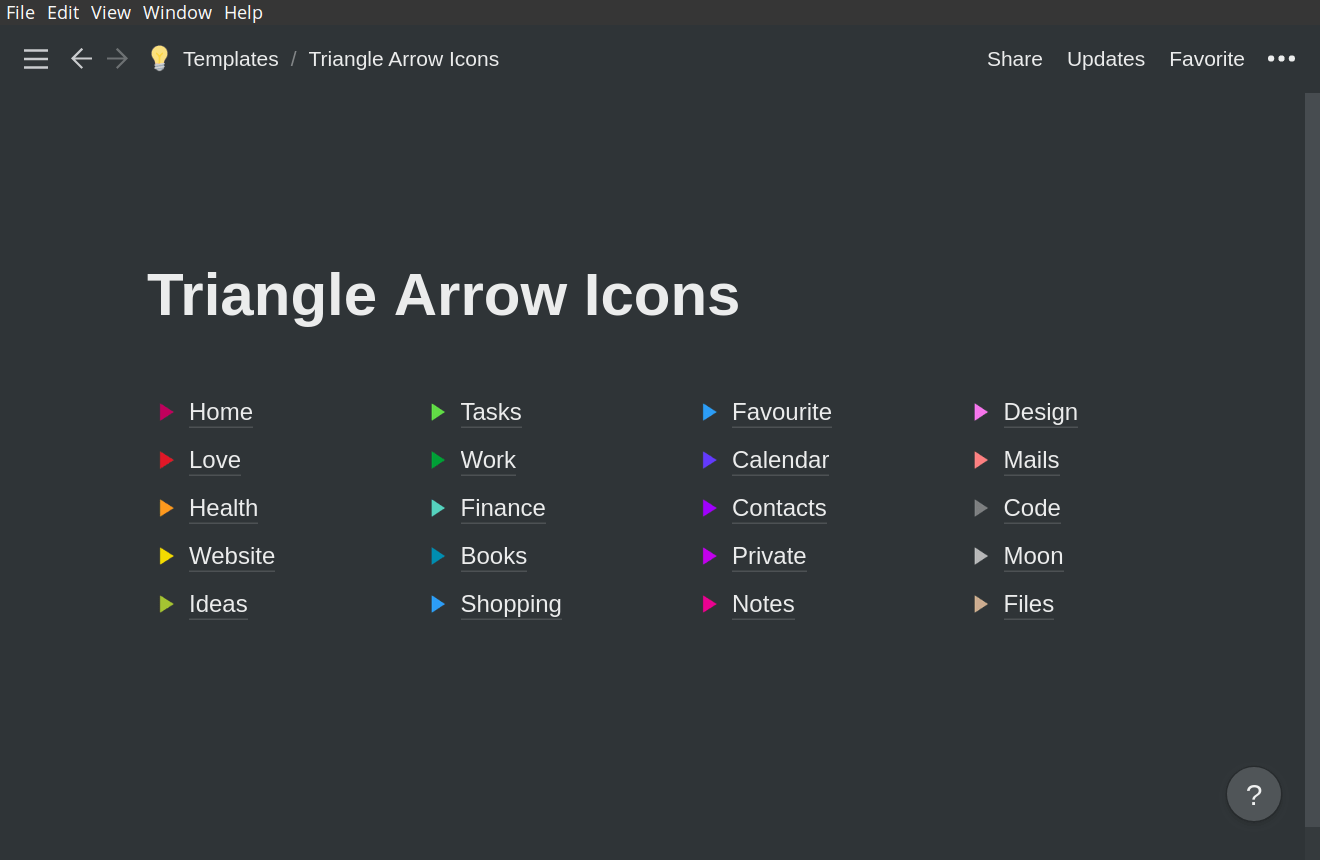 File Edit View Window Help
Templates / Triangle Arrow Icons
Share Updates Favorite
Triangle Arrow Icons
Home
Love
Health
Website
Ideas
Tasks
Work
Finance
Books
Shopping
Favourite
Calendar
Contacts
Private
Notes
Design
Mails
Code
Moon
Files
?